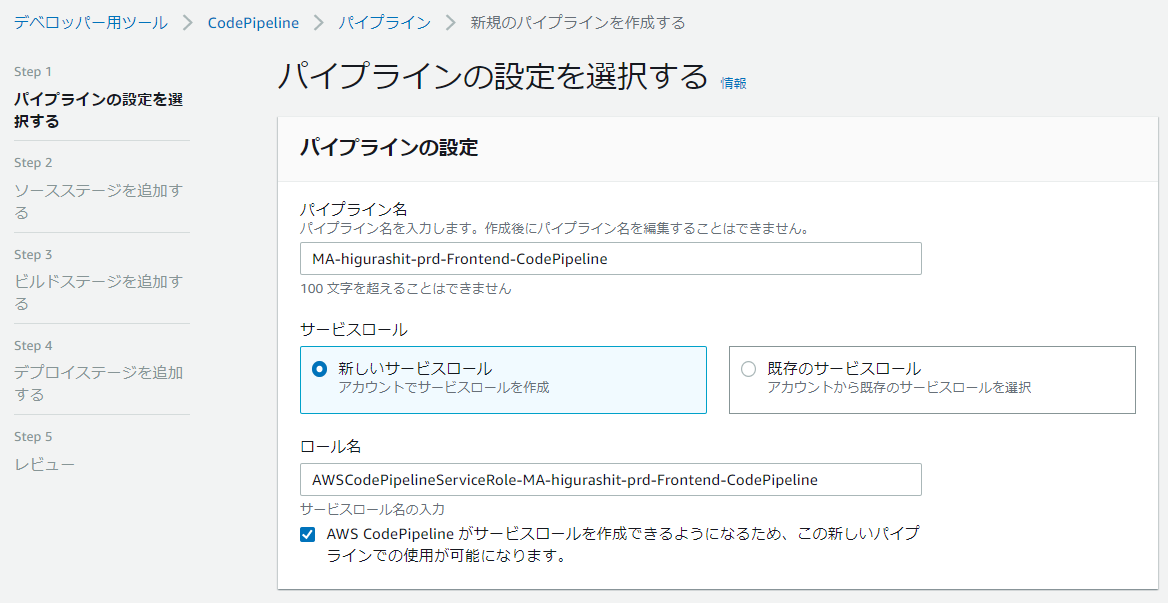 デベロッパー用ツール > CodePipeline > パイプライン > 新規のパイプラインを作成する
Step 1
パイプラインの設定を選
択する
Step 2
ソースステージを追加す
る
Step 3
ビルドステージを追加す
る
Step 4
デプロイステージを追加
する
Step 5
レビュー
パイプラインの設定を選択する 情報
パイプラインの設定
パイプライン名
パイプライン名を入力します。作成後にパイプライン名を編集することはできません。
MA-higurashit-prd-Frontend-CodePipeline
100 文字を超えることはできません
サービスロール
新しいサービスロール
アカウントでサービスロールを作成
既存のサービスロール
アカウントから既存のサービスロールを選択
ロール名
AWSCodePipelineServiceRole-MA-higurashit-prd-Frontend-CodePipeline
サービスロール名の入力
AWS CodePipeline がサービスロールを作成できるようになるため、この新しいパイプ
ラインでの使用が可能になります。